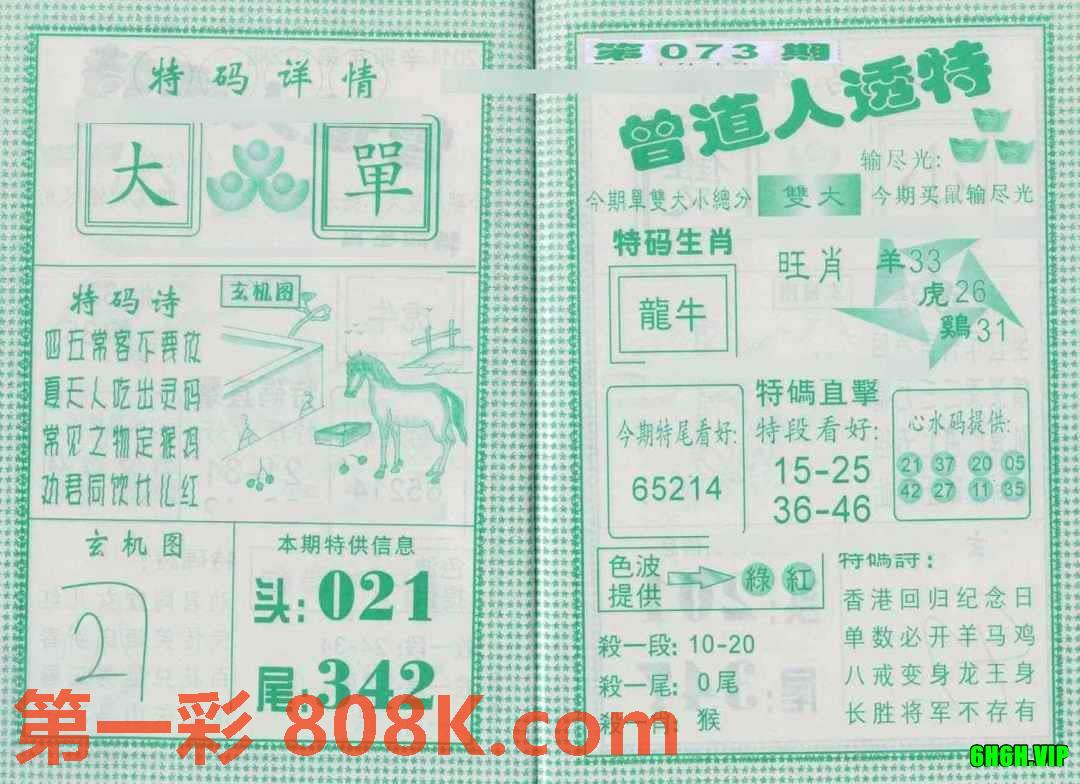 特码详情
大
單
特码诗
四五常客不要放
夏天人吃出灵码
常见之物定猴鸡
劝君同饮廿儿红
玄机图
玄机图
本期特供信息
头:021
尾:342
第073期
曾道人透特
输尽光:
今期單雙大小總分
雙大
今期买鼠输尽光
特码生肖
龍牛
旺肖
羊33
虎26
鷄31
今期特尾看好:
65214
特碼直擊
特段看好:
15-25
36-46
心水码提供:
21 37 20 05
42 27 11 35
色波
提供
綠 紅
殺一段: 10-20
殺一尾: 0尾
殺一肖: 猴
特碼詩:
香港回归纪念日
单数必开羊马鸡
八戒变身龙王身
长胜将军不存有
第一彩 808K.com
6H6H.VIP